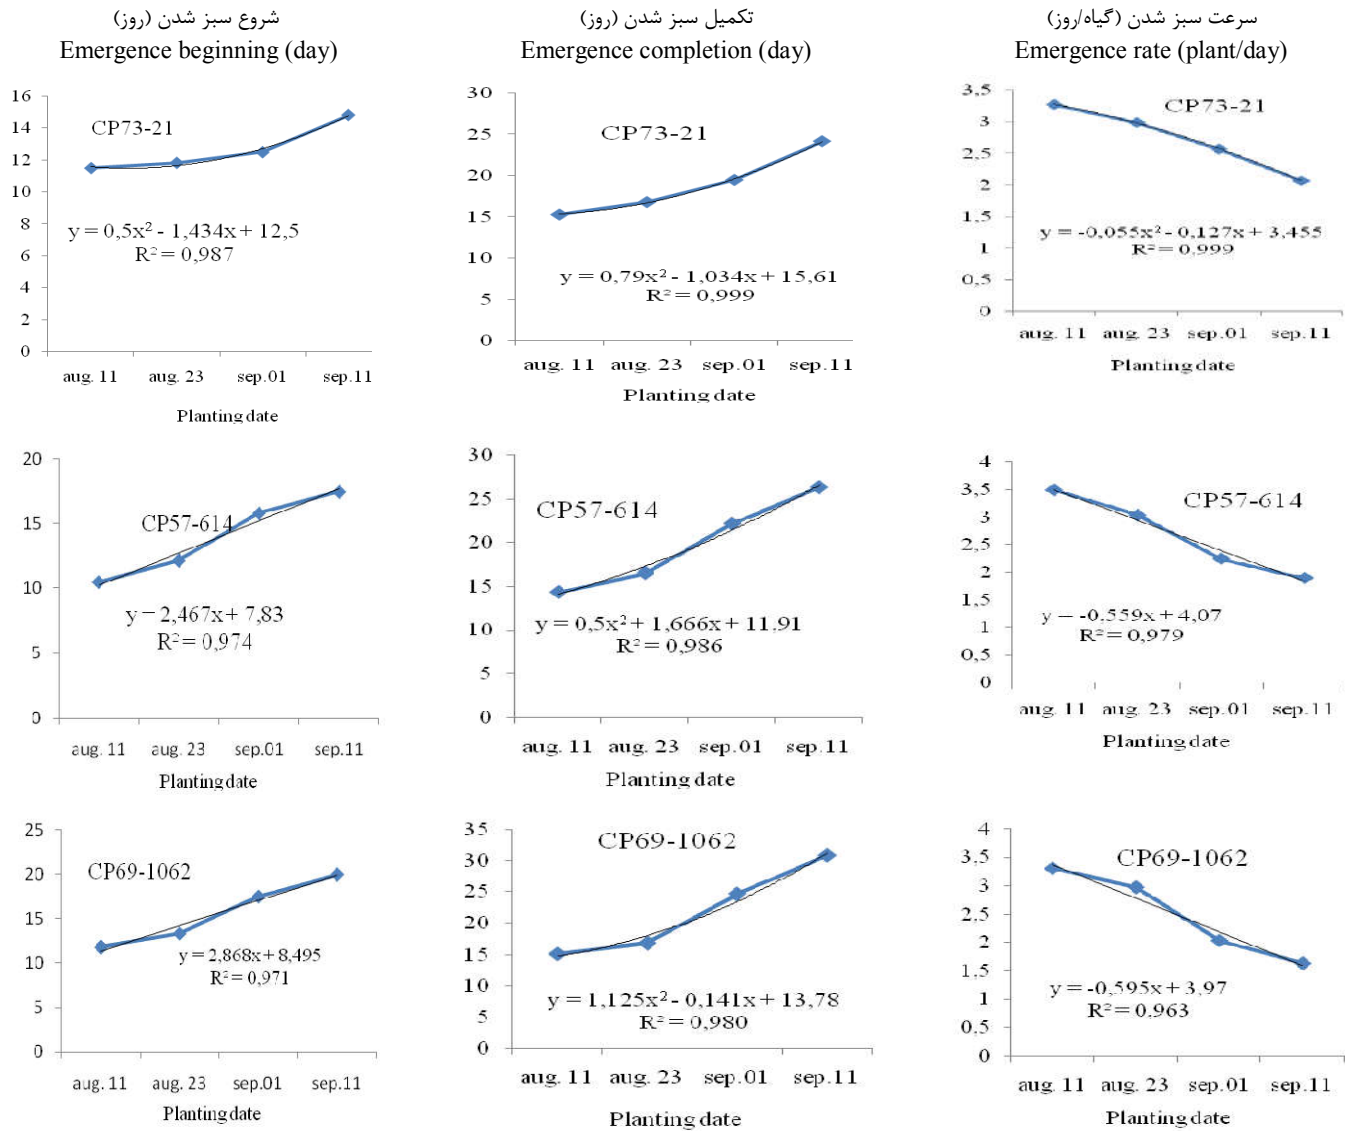 شروع سبز شدن (روز)
Emergence beginning (day)
تکمیل سبز شدن (روز)
Emergence completion (day)
سرعت سبز شدن (گیاه/روز)
Emergence rate (plant/day)
16
14
12
10
8
6
4
2
0
CP73-21
y = 0,5x² - 1,434x + 12,5
R² = 0,987
aug. 11 aug. 23 sep.01 sep.11
Planting date
30
25
20
15
10
5
0
CP73-21
y = 0,79x² - 1,034x + 15,61
R² = 0,999
aug. 11 aug. 23 sep.01 sep.11
Planting date
3,5
3
2,5
2
1,5
1
0,5
0
CP73-21
y = -0,055x² - 0,127x + 3,455
R² = 0,999
aug. 11 aug. 23 sep.01 sep.11
Planting date
20
15
10
5
0
CP57-614
y = 2,467x + 7,83
R² = 0,974
aug. 11 aug. 23 sep.01 sep.11
Planting date
30
25
20
15
10
5
0
CP57-614
y = 0,5x² + 1,666x + 11,91
R² = 0,986
aug. 11 aug. 23 sep.01 sep.11
Planting date
4
3,5
3
2,5
2
1,5
1
0,5
0
CP57-614
y = -0,559x + 4,07
R² = 0,979
aug. 11 aug. 23 sep.01 sep.11
Planting date
25
20
15
10
5
0
CP69-1062
y = 2,868x + 8,495
R² = 0,971
aug. 11 aug. 23 sep.01 sep.11
Planting date
35
30
25
20
15
10
5
0
CP69-1062
y = 1,125x² - 0,141x + 13,78
R² = 0,980
aug. 11 aug. 23 sep.01 sep.11
Planting date
4
3,5
3
2,5
2
1,5
1
0,5
0
CP69-1062
y = -0,595x + 3,97
R² = 0,963
aug. 11 aug. 23 sep.01 sep.11
Planting date